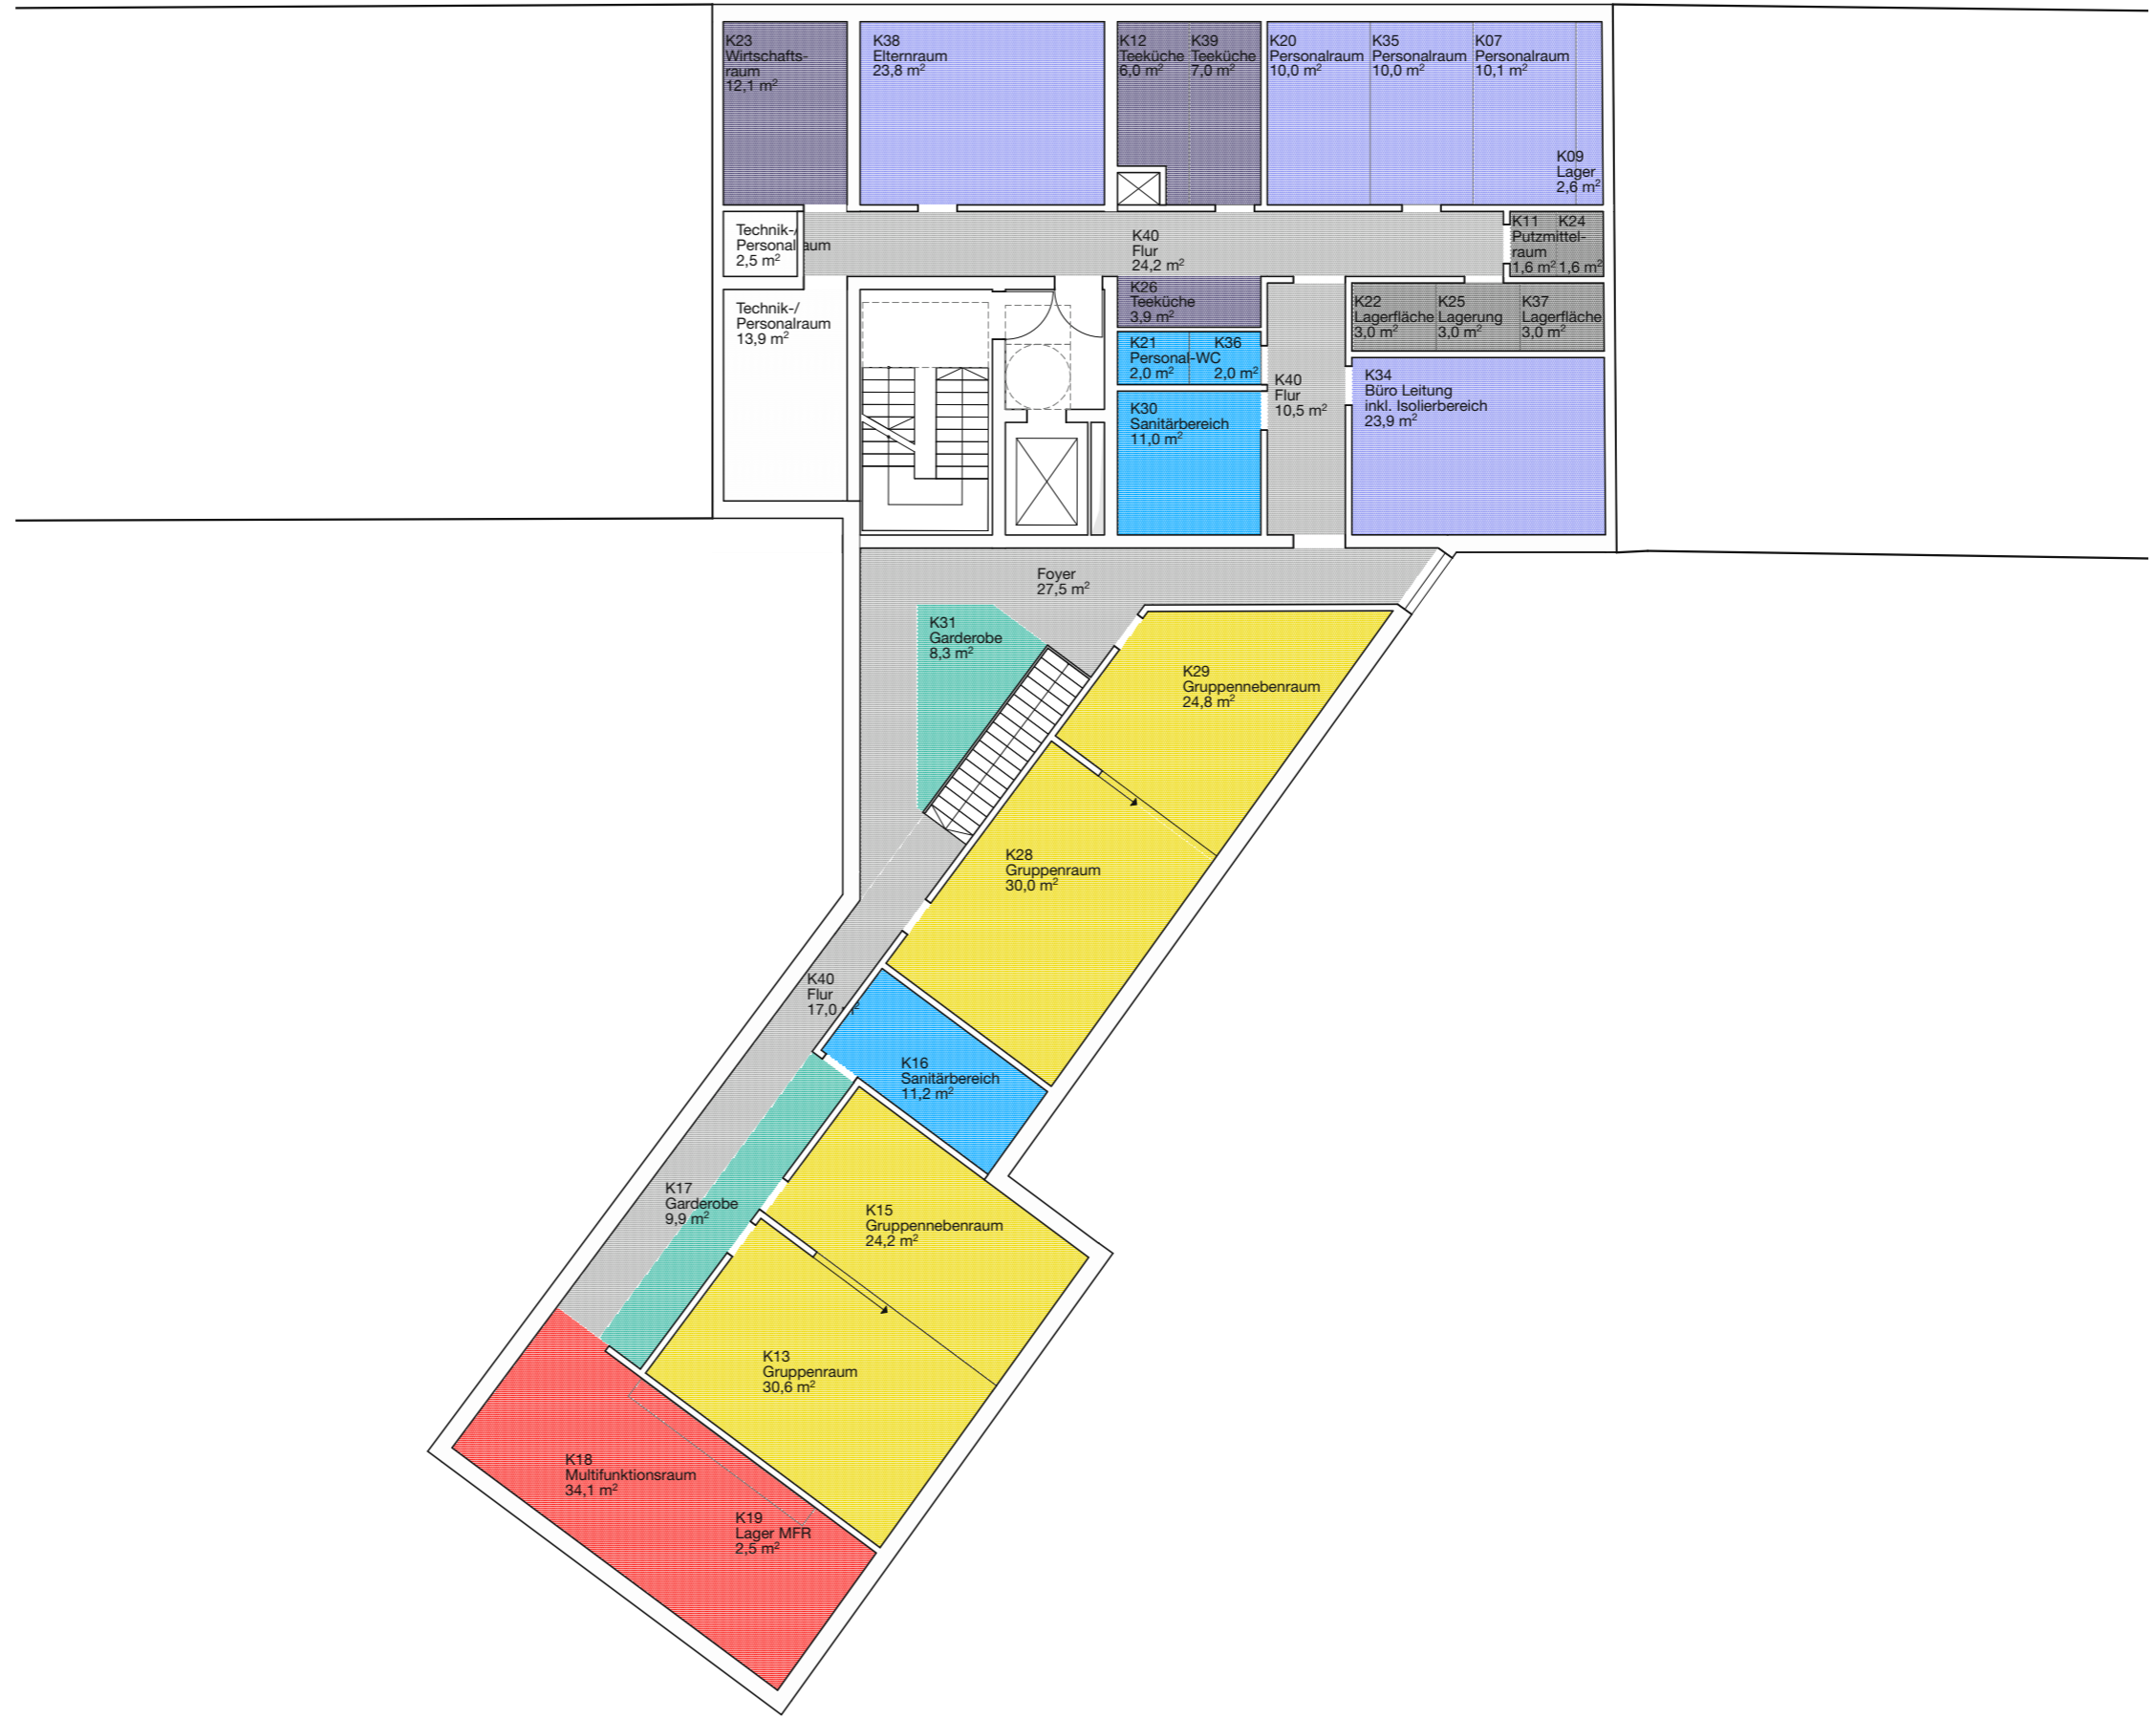 K23
Wirtschafts-
raum
12,1 m²
K38
Elternraum
23,8 m²
K12
Teeküche
6,0 m²
K39
Teeküche
7,0 m²
K20
Personalraum
10,0 m²
K35
Personalraum
10,0 m²
K07
Personalraum
10,1 m²
K09
Lager
2,6 m²
Technik-/
Personalraum
2,5 m²
K40
Flur
24,2 m²
K11 K24
Putzmittel-
raum
1,6 m² 1,6 m²
Technik-/
Personalraum
13,9 m²
K26
Teeküche
3,9 m²
K22
Lagerfläche
3,0 m²
K25
Lagerung
3,0 m²
K37
Lagerfläche
3,0 m²
K21 K36
Personal-WC
2,0 m² 2,0 m²
K40
Flur
10,5 m²
K34
Büro Leitung
inkl. Isolierbereich
23,9 m²
K30
Sanitärbereich
11,0 m²
Foyer
27,5 m²
K31
Garderobe
8,3 m²
K29
Gruppennebenraum
24,8 m²
K28
Gruppenraum
30,0 m²
K40
Flur
17,0 m²
K16
Sanitärbereich
11,2 m²
K17
Garderobe
9,9 m²
K15
Gruppennebenraum
24,2 m²
K13
Gruppenraum
30,6 m²
K18
Multifunktionsraum
34,1 m²
K19
Lager MFR
2,5 m²